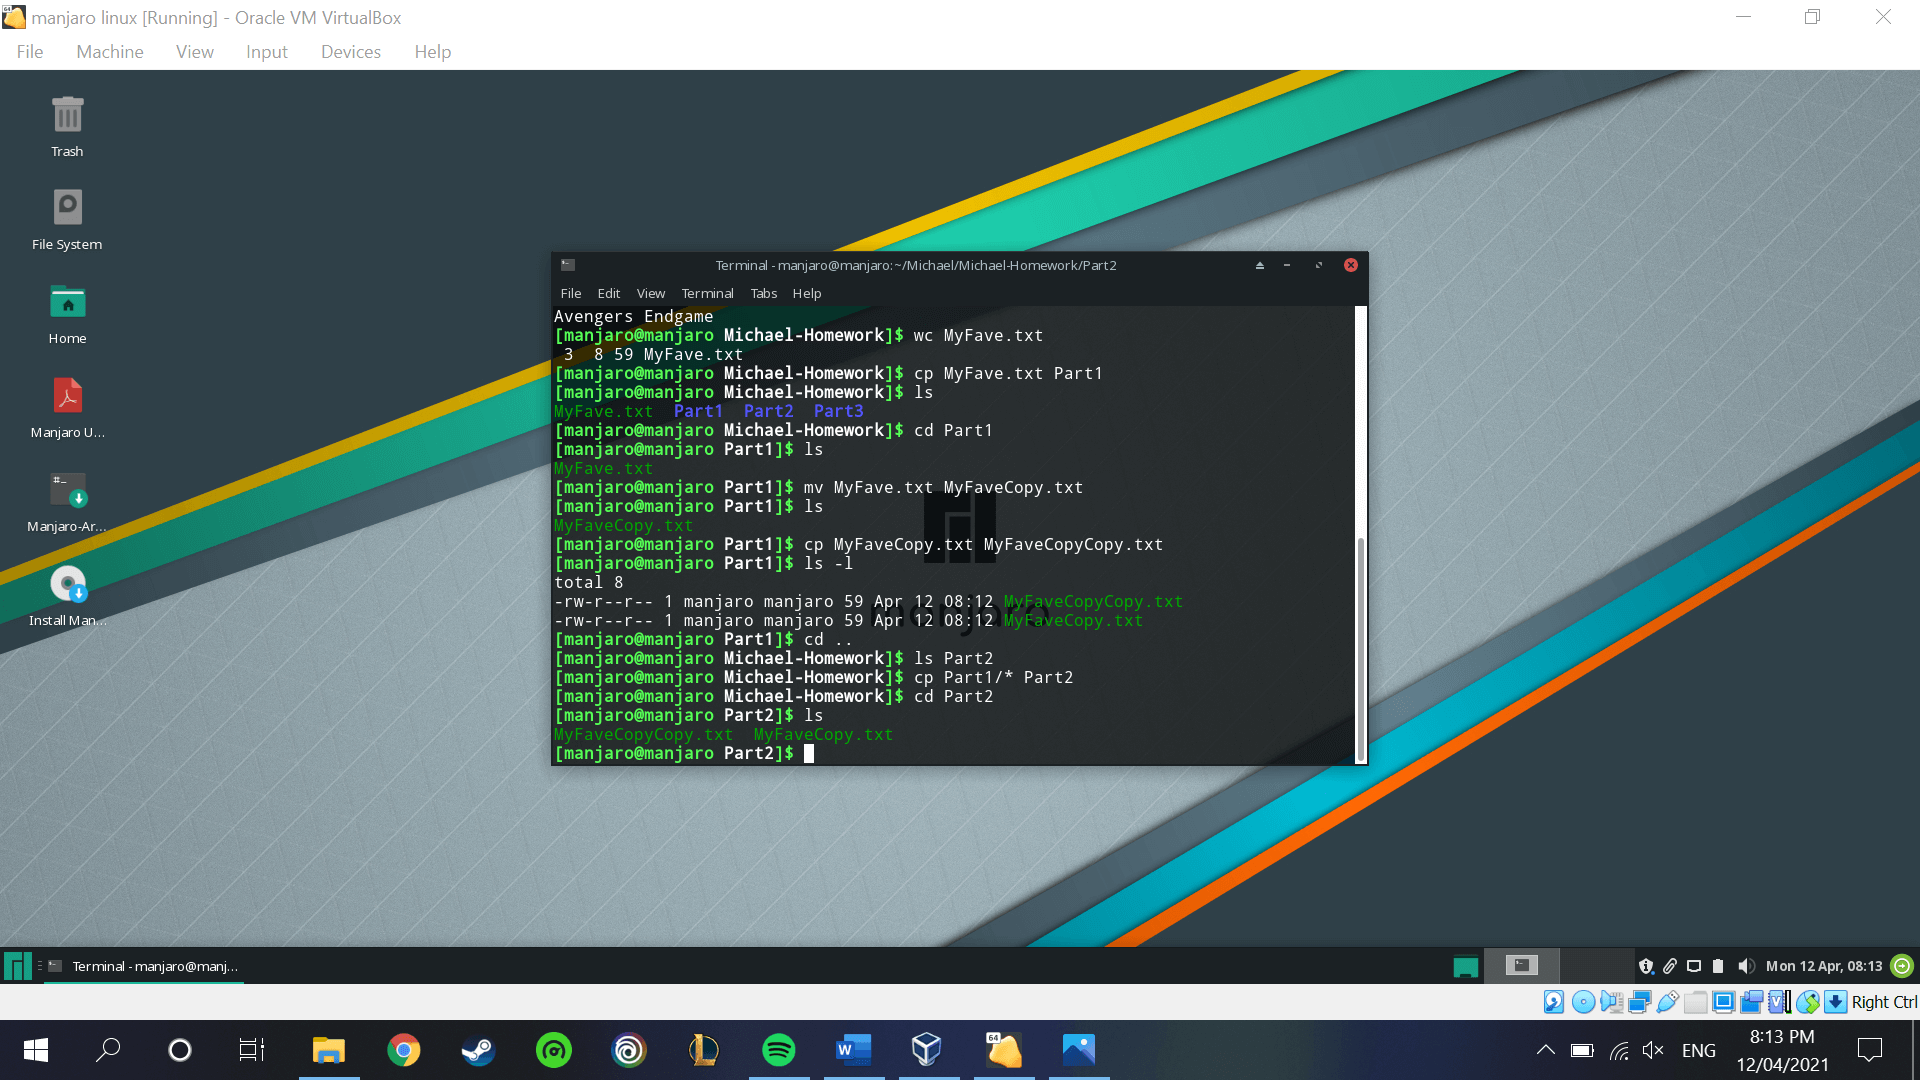 manjaro linux [Running] - Oracle VM VirtualBox
File Machine View Input Devices Help
Trash
File System
Home
Manjaro U...
Manjaro-Ar...
Install Man...
Terminal - manjaro@manjaro:~/Michael/Michael-Homework/Part2
File Edit View Terminal Tabs Help
Avengers Endgame
[manjaro@manjaro Michael-Homework]$ wc MyFave.txt
 3  8 59 MyFave.txt
[manjaro@manjaro Michael-Homework]$ cp MyFave.txt Part1
[manjaro@manjaro Michael-Homework]$ ls
MyFave.txt  Part1  Part2  Part3
[manjaro@manjaro Michael-Homework]$ cd Part1
[manjaro@manjaro Part1]$ ls
MyFave.txt
[manjaro@manjaro Part1]$ mv MyFave.txt MyFaveCopy.txt
[manjaro@manjaro Part1]$ ls
MyFaveCopy.txt
[manjaro@manjaro Part1]$ cp MyFaveCopy.txt MyFaveCopyCopy.txt
[manjaro@manjaro Part1]$ ls -l
total 8
-rw-r--r-- 1 manjaro manjaro 59 Apr 12 08:12 MyFaveCopyCopy.txt
-rw-r--r-- 1 manjaro manjaro 59 Apr 12 08:12 MyFaveCopy.txt
[manjaro@manjaro Part1]$ cd ..
[manjaro@manjaro Michael-Homework]$ ls Part2
[manjaro@manjaro Michael-Homework]$ cp Part1/* Part2
[manjaro@manjaro Michael-Homework]$ cd Part2
[manjaro@manjaro Part2]$ ls
MyFaveCopyCopy.txt  MyFaveCopy.txt
[manjaro@manjaro Part2]$
manjaro
Terminal - manjaro@manj...
Mon 12 Apr, 08:13
Right Ctrl
64
ENG
8:13 PM
12/04/2021